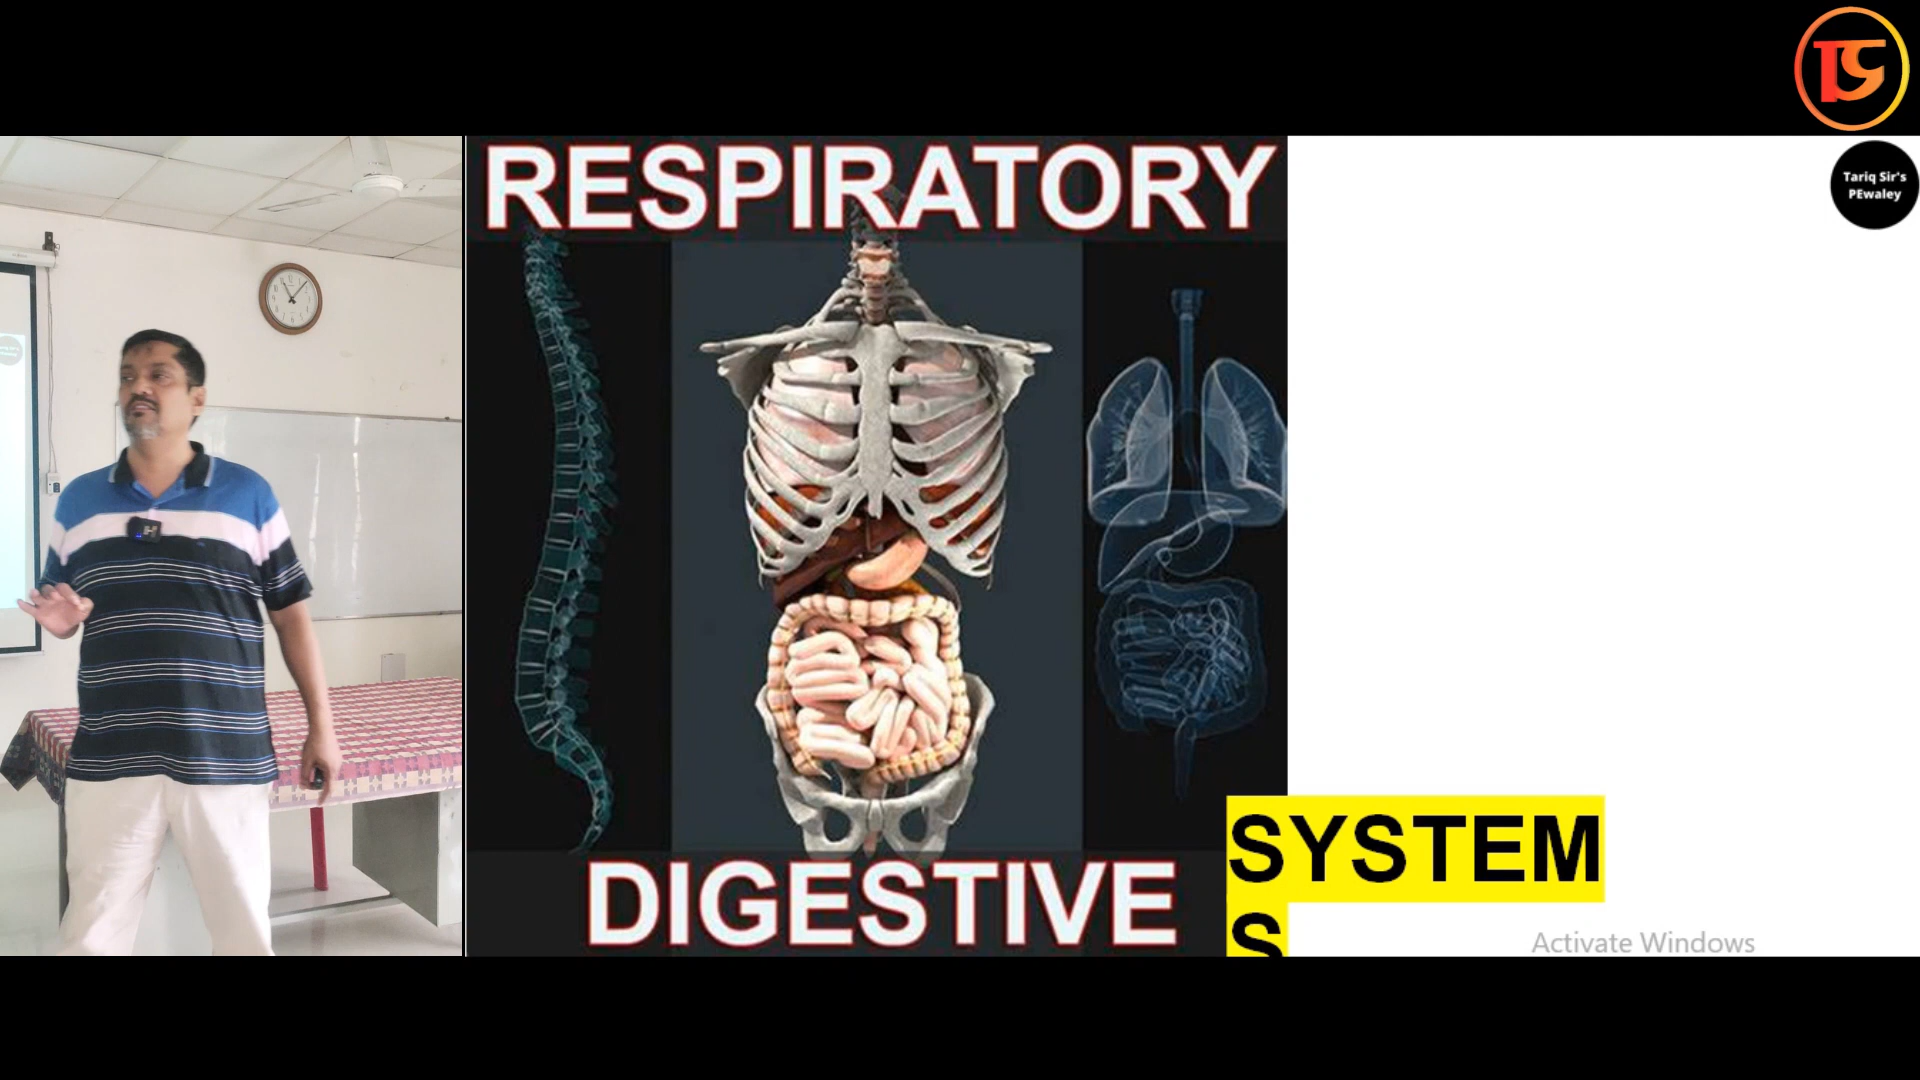 RESPIRATORY
Tariq Sir's
PEwaley
DIGESTIVE
SYSTEM
S
Activate Windows